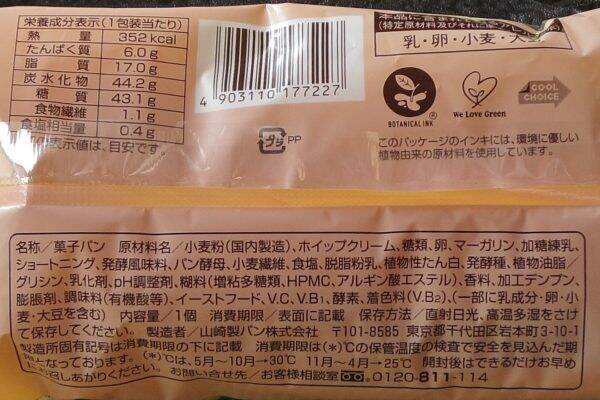 栄養成分表示(1包装当たり)
熱量 352kcal
たんぱく質 6.0g
脂質 17.0g
炭水化物 44.2g
糖質 43.1g
食物繊維 1.1g
食塩相当量 0.4g
表示値は、目安です。
4 903110 177227
プラ PP
(特定原材料及びそれに
乳・卵・小麦・大豆
BOTANICAL INK
We Love Green
COOL CHOICE
このパッケージのインキには、環境に優しい
植物由来の原材料を使用しています。
名称/菓子パン 原材料名/小麦粉(国内製造)、ホイップクリーム、糖類、卵、マーガリン、加糖練乳、
ショートニング、発酵風味料、パン酵母、小麦繊維、食塩、脱脂粉乳、植物性たん白、発酵種、植物油脂/
グリシン、乳化剤、pH調整剤、糊料(増粘多糖類、HPMC、アルギン酸エステル)、香料、加工デンプン、
膨脹剤、調味料(有機酸等)、イーストフード、V.C、V.B₁、酵素、着色料(V.B₂)、(一部に乳成分・卵・小
麦・大豆を含む) 内容量/1個 消費期限/表面に記載 保存方法/直射日光、高温多湿をさけ
て保存してください。 製造者/山崎製パン株式会社 〒101-8585 東京都千代田区岩本町3-10-1
製造所固有記号は消費期限の下に記載 消費期限は(*)℃の保管温度の検査で安全を見込んだ期
限となっております。(*)℃は、5月~10月→30℃ 11月~4月→25℃ 開封後はできるだけお早め
にお召しあがりください。 お問い合せ先/お客様相談室 0120-811-114